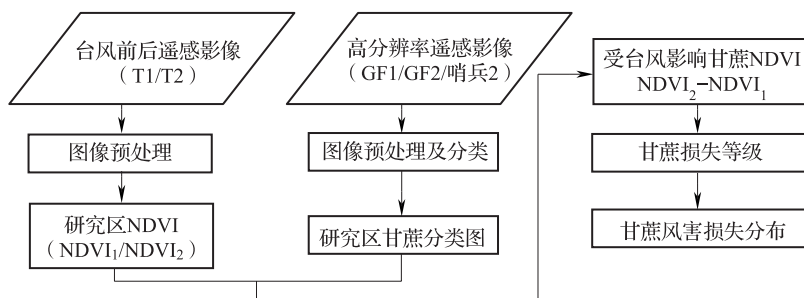 台风前后遥感影像
（T1/T2）
图像预处理
研究区NDVI
（NDVI₁/NDVI₂）
高分辨率遥感影像
（GF1/GF2/哨兵2）
图像预处理及分类
研究区甘蔗分类图
受台风影响甘蔗NDVI
NDVI₂−NDVI₁
甘蔗损失等级
甘蔗风害损失分布